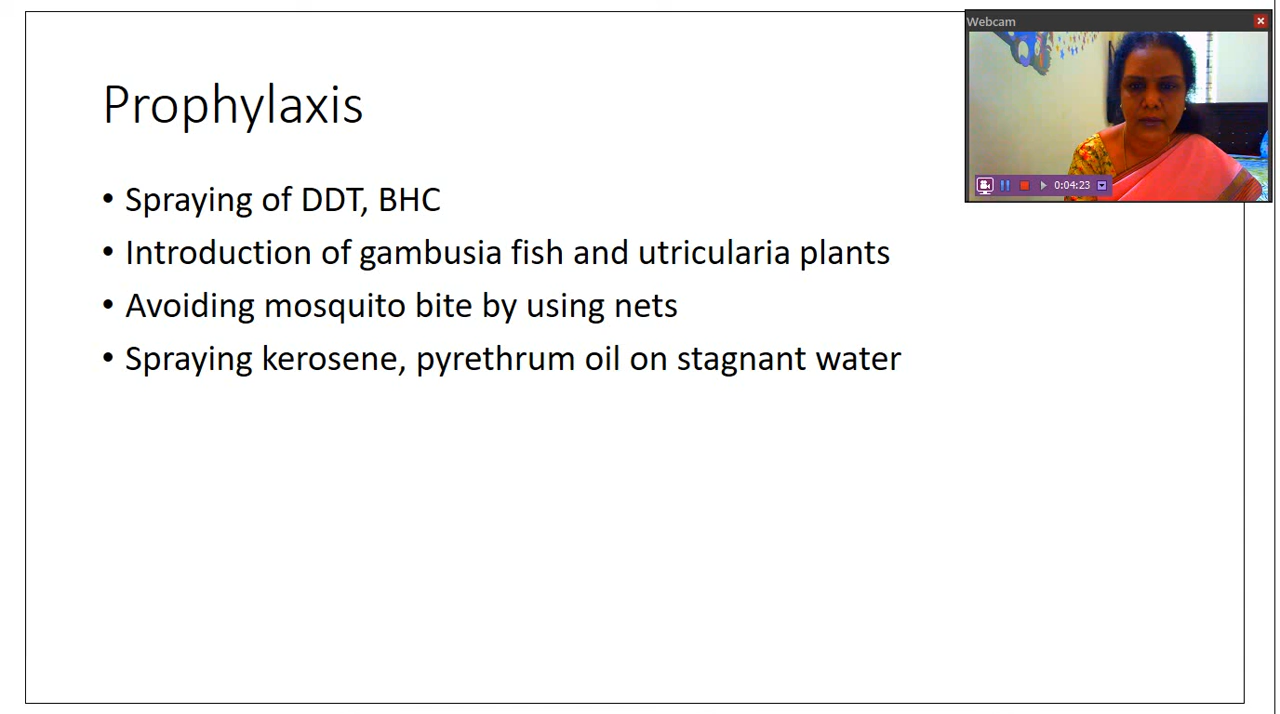 Webcam
Prophylaxis
• Spraying of DDT, BHC
• Introduction of gambusia fish and utricularia plants
• Avoiding mosquito bite by using nets
• Spraying kerosene, pyrethrum oil on stagnant water
0:04:23